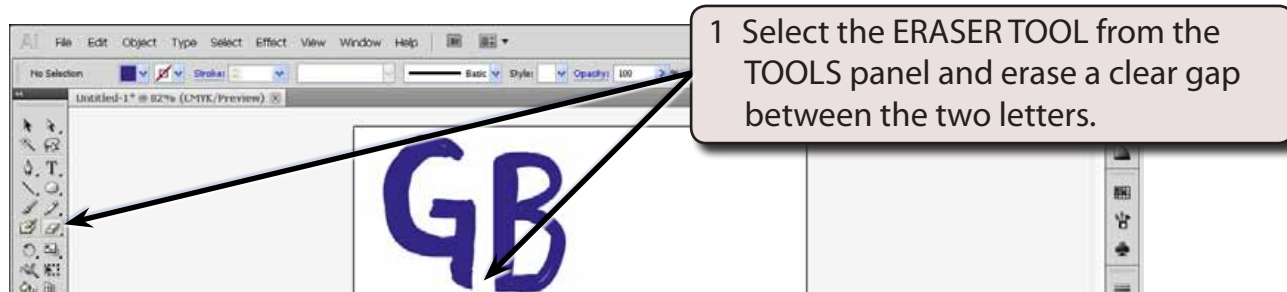 Ai File Edit Object Type Select Effect View Window Help
No Selection Stroke: Basic Style: Opacity: 100
Untitled-1* @ 82% (CMYK/Preview)
1 Select the ERASER TOOL from the
TOOLS panel and erase a clear gap
between the two letters.
GB